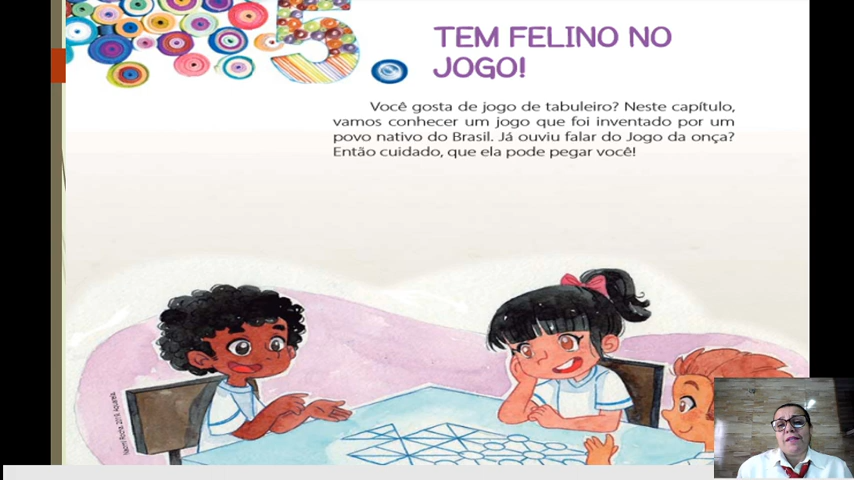 5.
TEM FELINO NO
JOGO!
Você gosta de jogo de tabuleiro? Neste capítulo,
vamos conhecer um jogo que foi inventado por um
povo nativo do Brasil. Já ouviu falar do Jogo da onça?
Então cuidado, que ela pode pegar você!